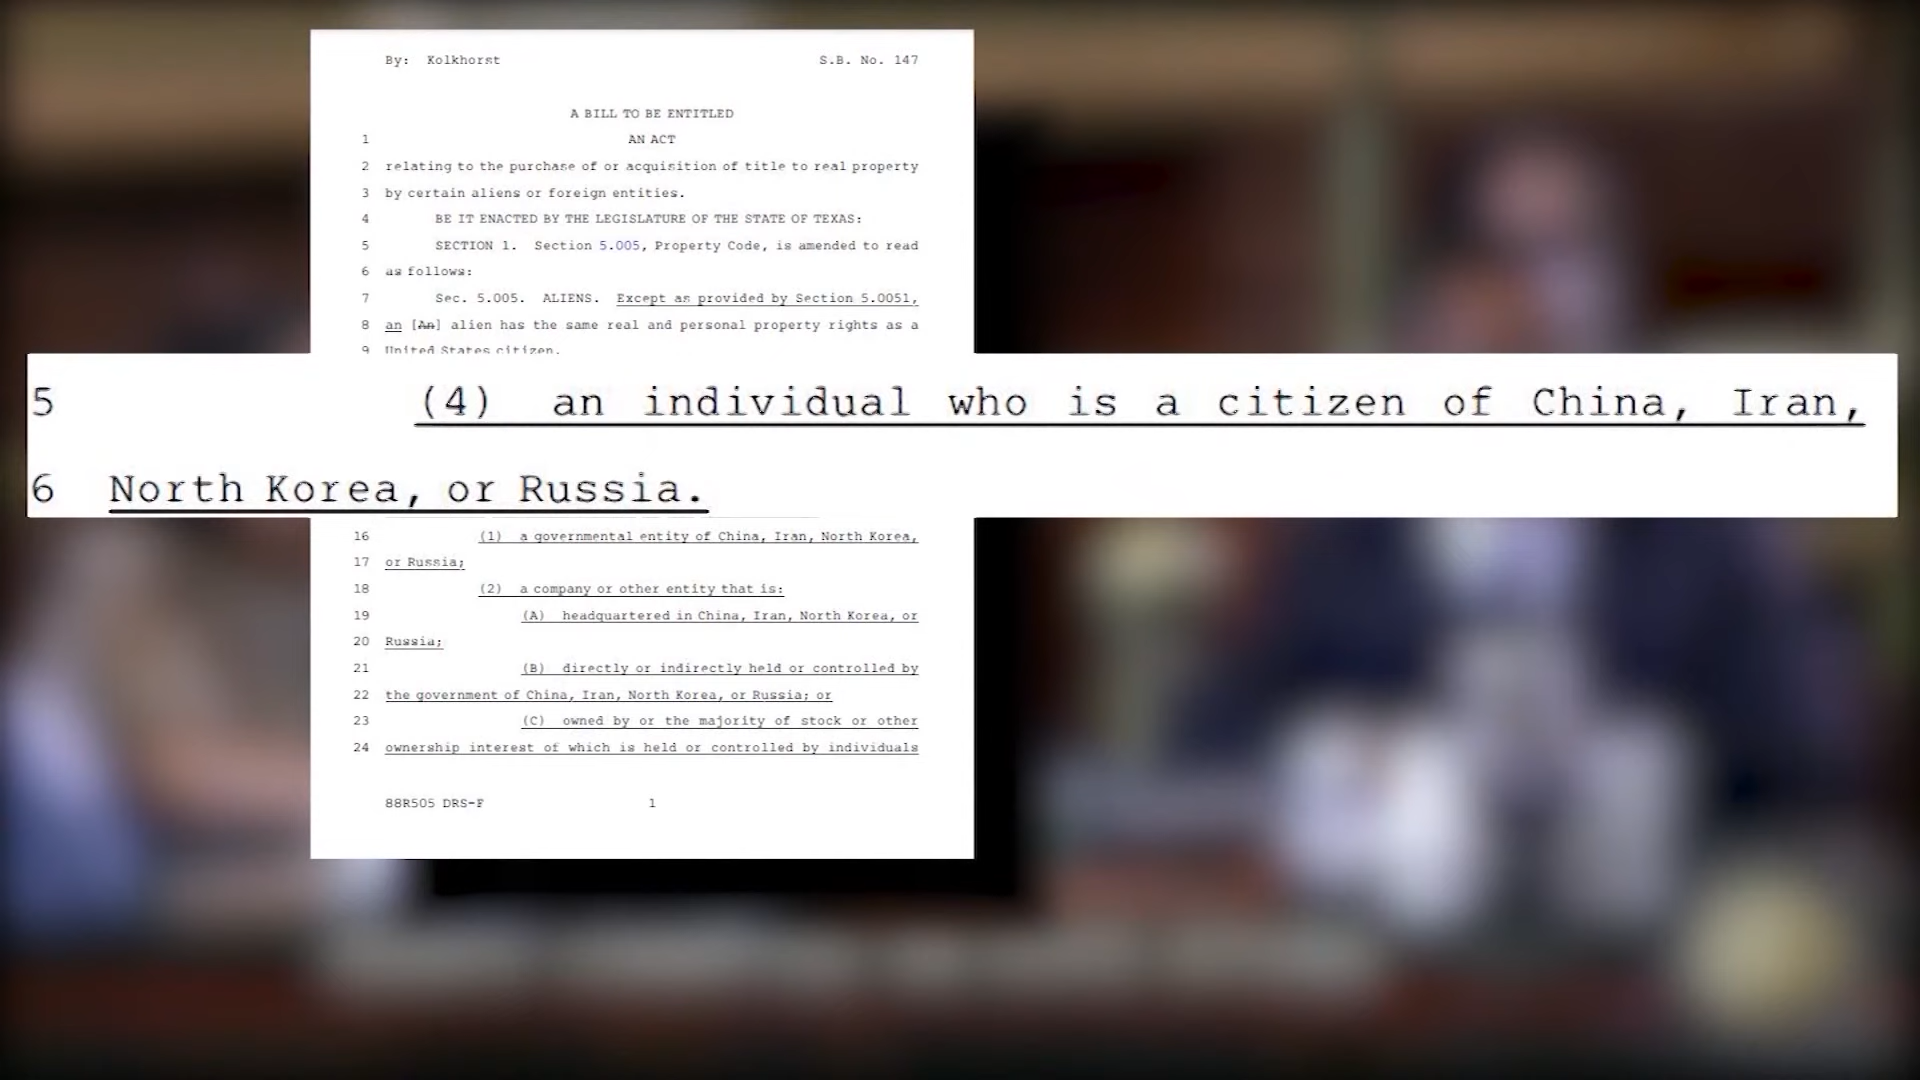 By: Kolkhorst S.B. No. 147
A BILL TO BE ENTITLED
1 AN ACT
2 relating to the purchase of or acquisition of title to real property
3 by certain aliens or foreign entities.
4 BE IT ENACTED BY THE LEGISLATURE OF THE STATE OF TEXAS:
5 SECTION 1. Section 5.005, Property Code, is amended to read
6 as follows:
7 Sec. 5.005. ALIENS. Except as provided by Section 5.0051,
8 an [An] alien has the same real and personal property rights as a
9 United States citizen.
5 (4) an individual who is a citizen of China, Iran,
6 North Korea, or Russia.
16 (1) a governmental entity of China, Iran, North Korea,
17 or Russia;
18 (2) a company or other entity that is:
19 (A) headquartered in China, Iran, North Korea, or
20 Russia;
21 (B) directly or indirectly held or controlled by
22 the government of China, Iran, North Korea, or Russia; or
23 (C) owned by or the majority of stock or other
24 ownership interest of which is held or controlled by individuals
88R505 DRS-F 1